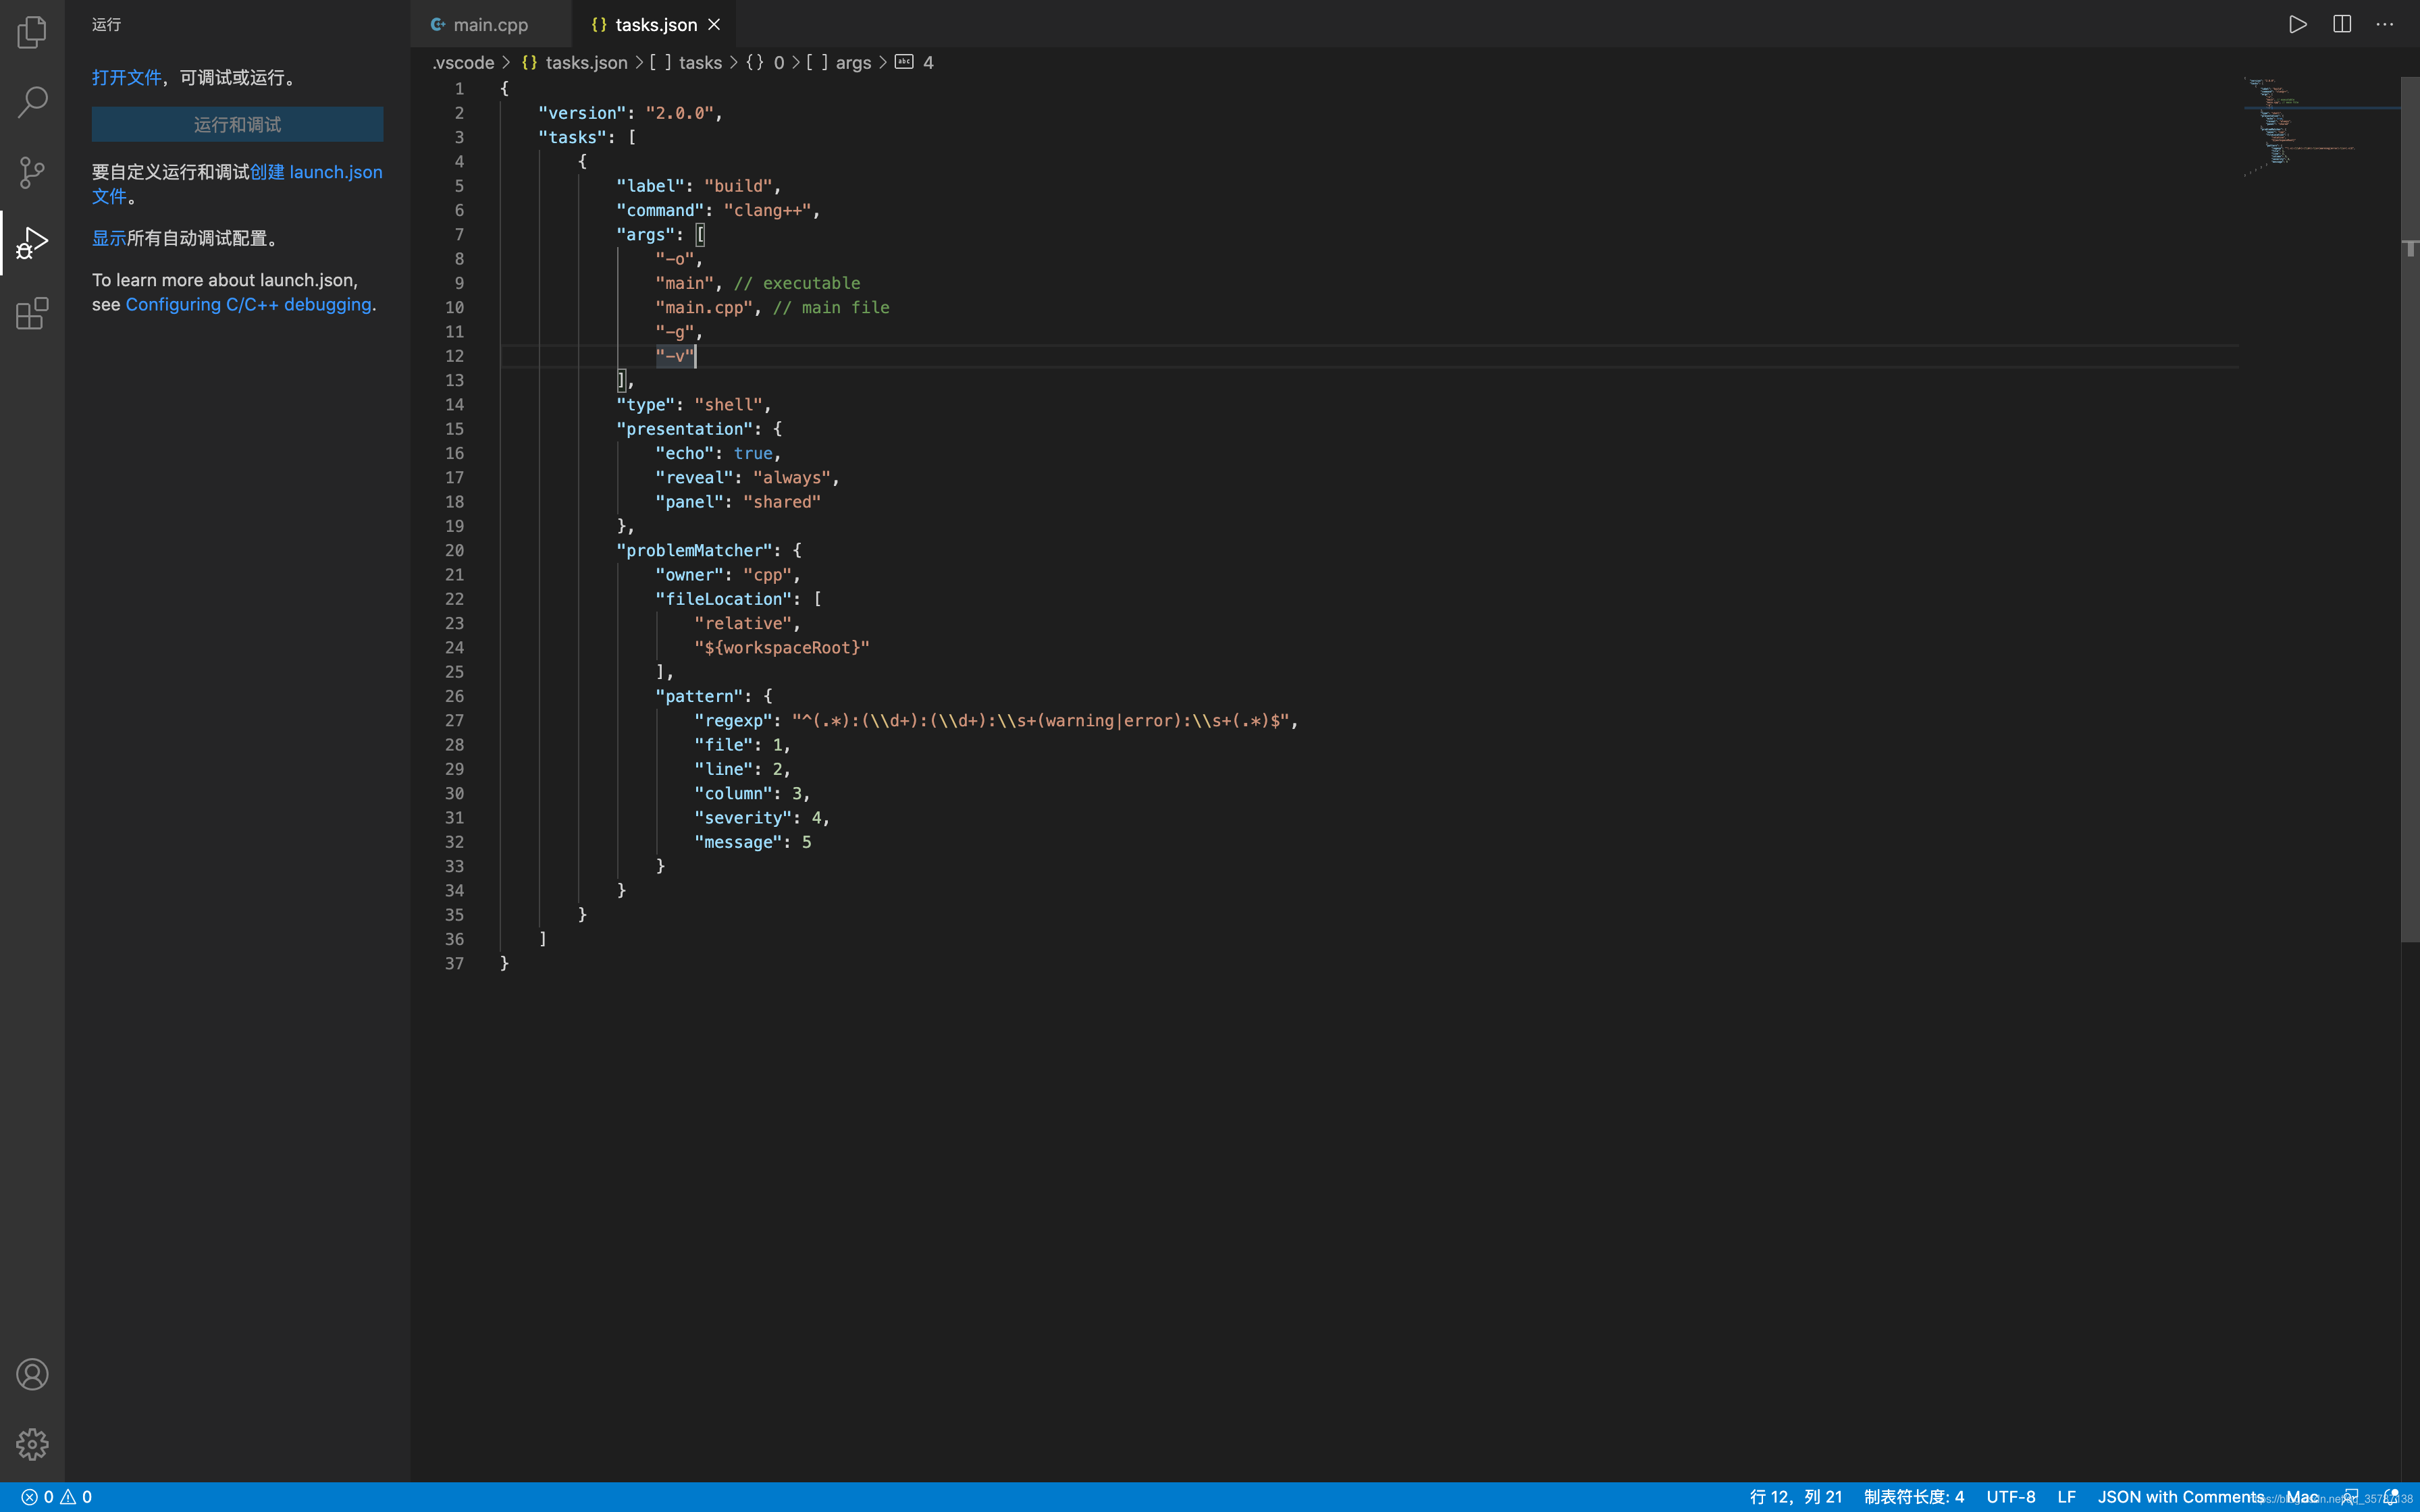 运行
打开文件，可调试或运行。
运行和调试
要自定义运行和调试创建 launch.json
文件。
显示所有自动调试配置。
To learn more about launch.json,
see Configuring C/C++ debugging.
main.cpp
{} tasks.json
.vscode > {} tasks.json > [ ] tasks > {} 0 > [ ] args > abc 4
1 {
2 "version": "2.0.0",
3 "tasks": [
4 {
5 "label": "build",
6 "command": "clang++",
7 "args": [
8 "-o",
9 "main", // executable
10 "main.cpp", // main file
11 "-g",
12 "-v"
13 ],
14 "type": "shell",
15 "presentation": {
16 "echo": true,
17 "reveal": "always",
18 "panel": "shared"
19 },
20 "problemMatcher": {
21 "owner": "cpp",
22 "fileLocation": [
23 "relative",
24 "${workspaceRoot}"
25 ],
26 "pattern": {
27 "regexp": "^(.*):(\\d+):(\\d+):\\s+(warning|error):\\s+(.*)$",
28 "file": 1,
29 "line": 2,
30 "column": 3,
31 "severity": 4,
32 "message": 5
33 }
34 }
35 }
36 ]
37 }
0 0
行 12，列 21 制表符长度: 4 UTF-8 LF JSON with Comments Mac